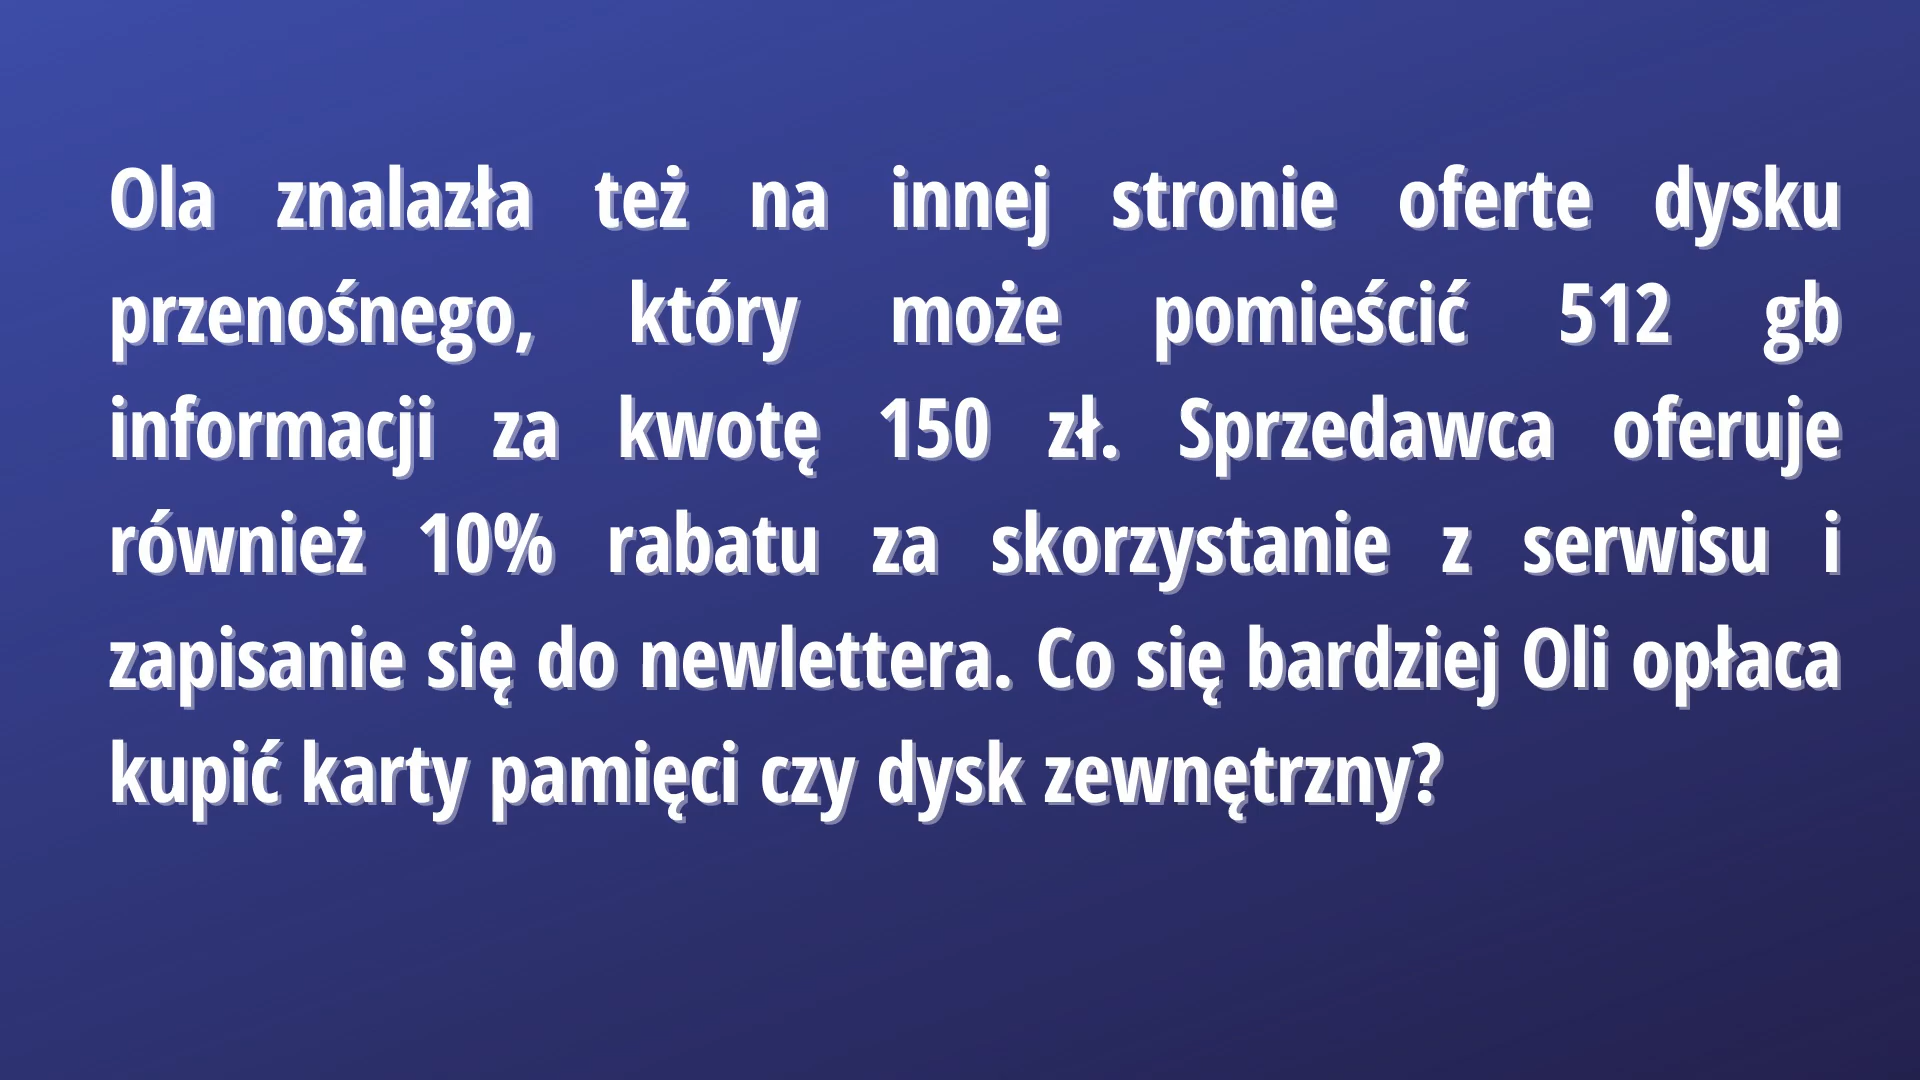 Ola znalazła też na innej stronie oferte dysku
przenośnego, który może pomieścić 512 gb
informacji za kwotę 150 zł. Sprzedawca oferuje
również 10% rabatu za skorzystanie z serwisu i
zapisanie się do newlettera. Co się bardziej Oli opłaca
kupić karty pamięci czy dysk zewnętrzny?